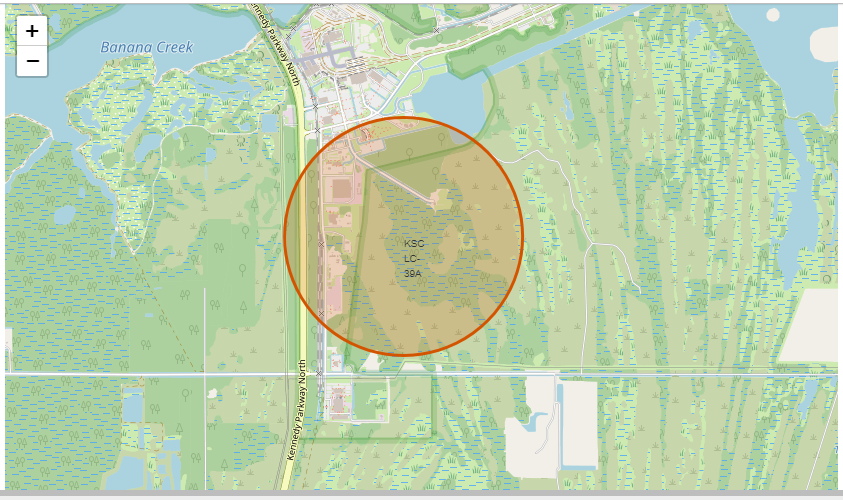 +
−
Banana Creek
Kennedy Parkway North
KSC
LC-
39A
Kennedy Parkway North